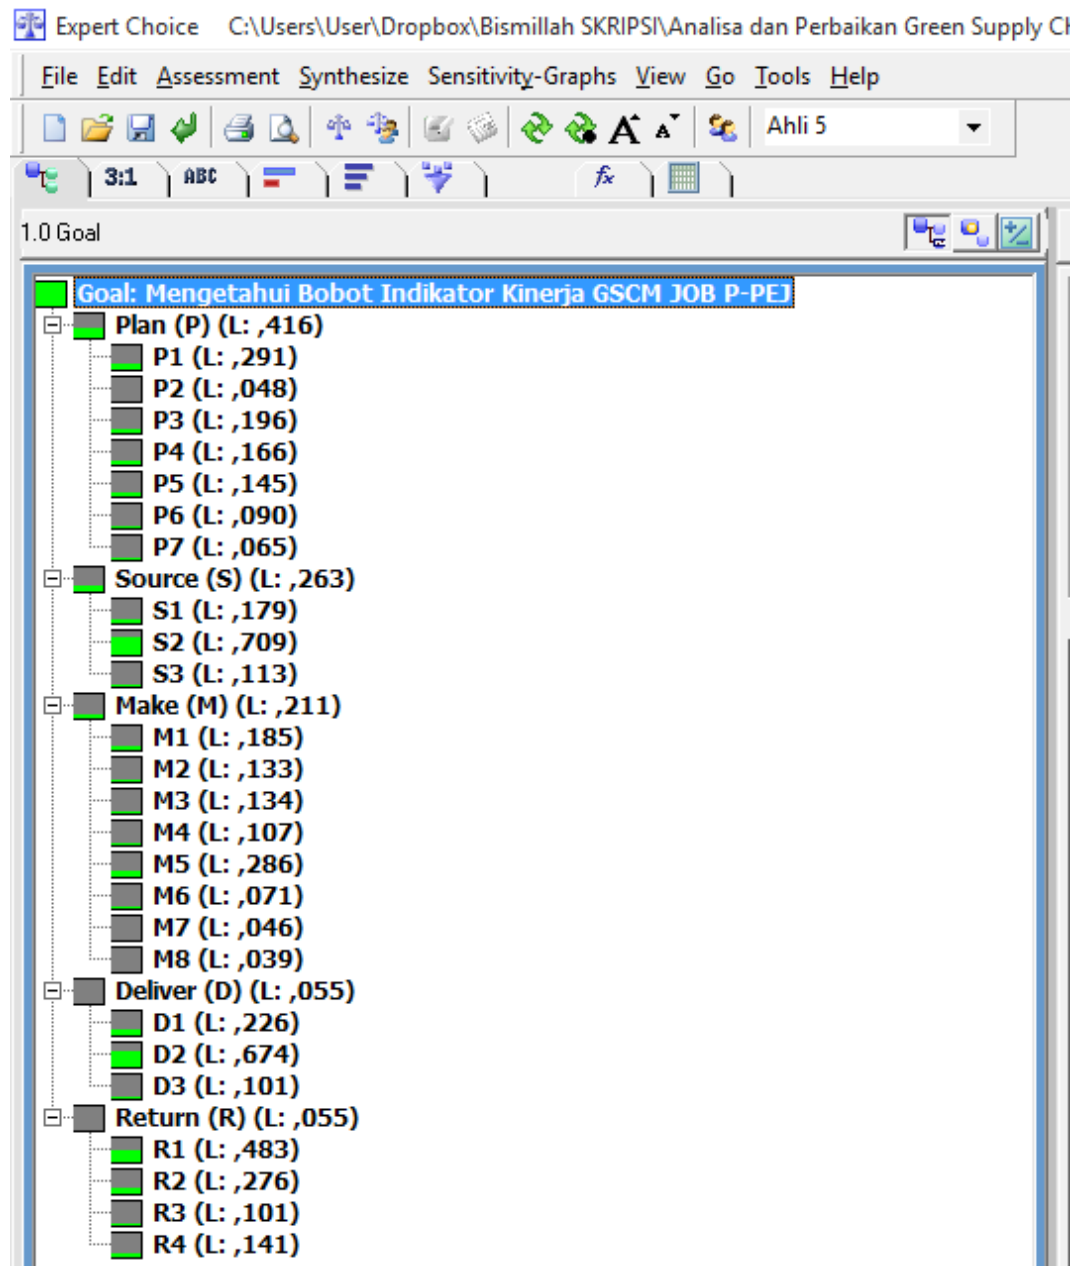 Expert Choice C:\Users\User\Dropbox\Bismillah SKRIPSI\Analisa dan Perbaikan Green Supply
File Edit Assessment Synthesize Sensitivity-Graphs View Go Tools Help
A A Ahli 5
3:1 ABC fx
1.0 Goal
Goal: Mengetahui Bobot Indikator Kinerja GSCM JOB P-PEJ
Plan (P) (L: ,416)
P1 (L: ,291)
P2 (L: ,048)
P3 (L: ,196)
P4 (L: ,166)
P5 (L: ,145)
P6 (L: ,090)
P7 (L: ,065)
Source (S) (L: ,263)
S1 (L: ,179)
S2 (L: ,709)
S3 (L: ,113)
Make (M) (L: ,211)
M1 (L: ,185)
M2 (L: ,133)
M3 (L: ,134)
M4 (L: ,107)
M5 (L: ,286)
M6 (L: ,071)
M7 (L: ,046)
M8 (L: ,039)
Deliver (D) (L: ,055)
D1 (L: ,226)
D2 (L: ,674)
D3 (L: ,101)
Return (R) (L: ,055)
R1 (L: ,483)
R2 (L: ,276)
R3 (L: ,101)
R4 (L: ,141)